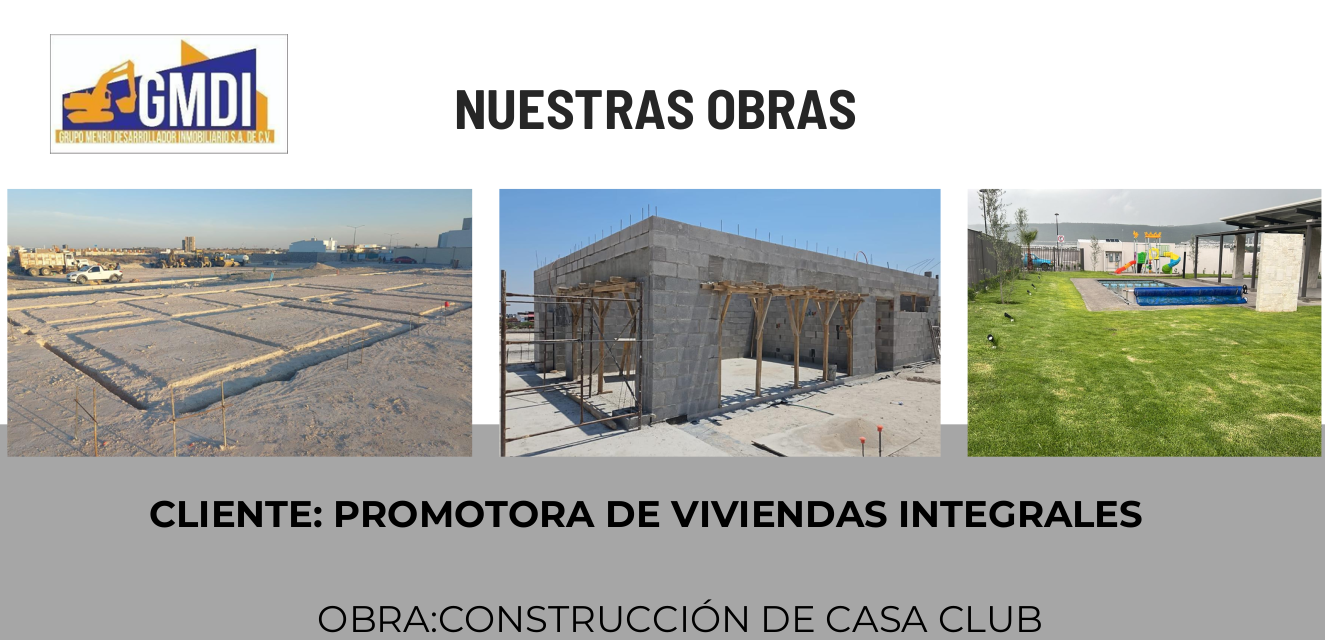 GMDI
GRUPO MENRO DESARROLLADOR INMOBILIARIO S.A. DE C.V.
NUESTRAS OBRAS
CLIENTE: PROMOTORA DE VIVIENDAS INTEGRALES
OBRA:CONSTRUCCIÓN DE CASA CLUB